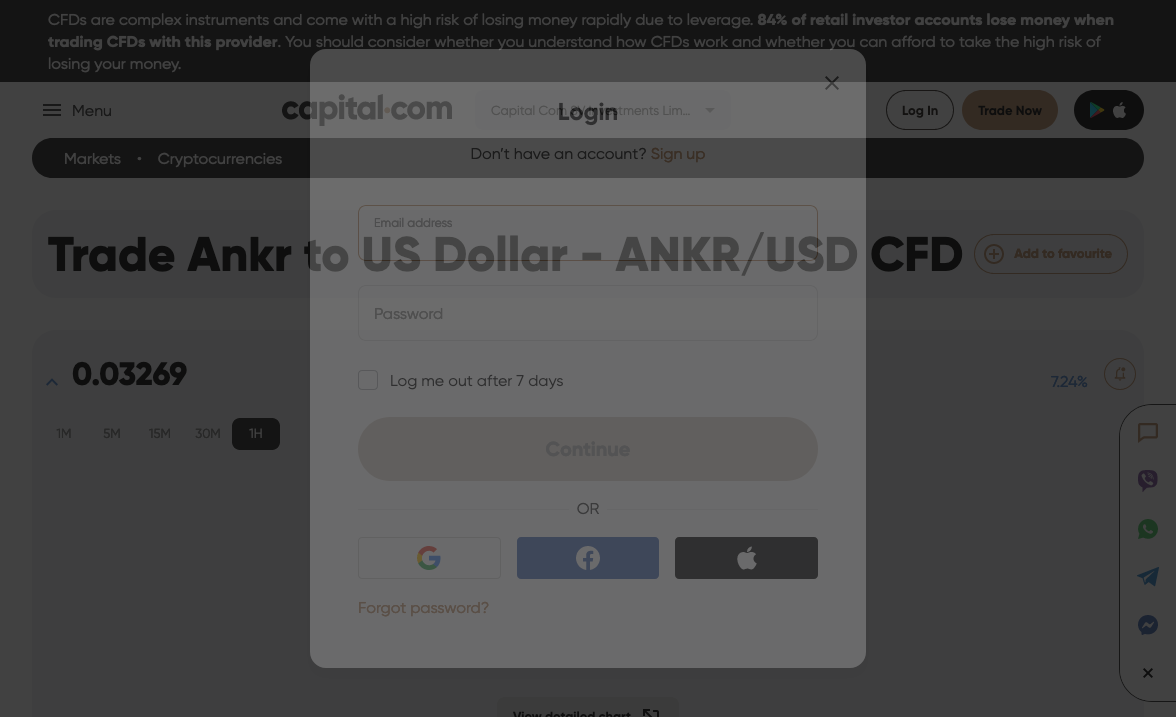 CFDs are complex instruments and come with a high risk of losing money rapidly due to leverage. 84% of retail investor accounts lose money when
trading CFDs with this provider. You should consider whether you understand how CFDs work and whether you can afford to take the high risk of
losing your money.
Menu
capital.com
Capital Com
tments Lim...
Log In
Trade Now
Login
Markets • Cryptocurrencies
Don't have an account? Sign up
Email address
Trade Ankr to US Dollar - ANKR/USD CFD
Add to favourite
Password
0.03269
7.24%
Log me out after 7 days
1M
5M
15M
30M
1H
Continue
OR
Forgot password?
View detailed chart